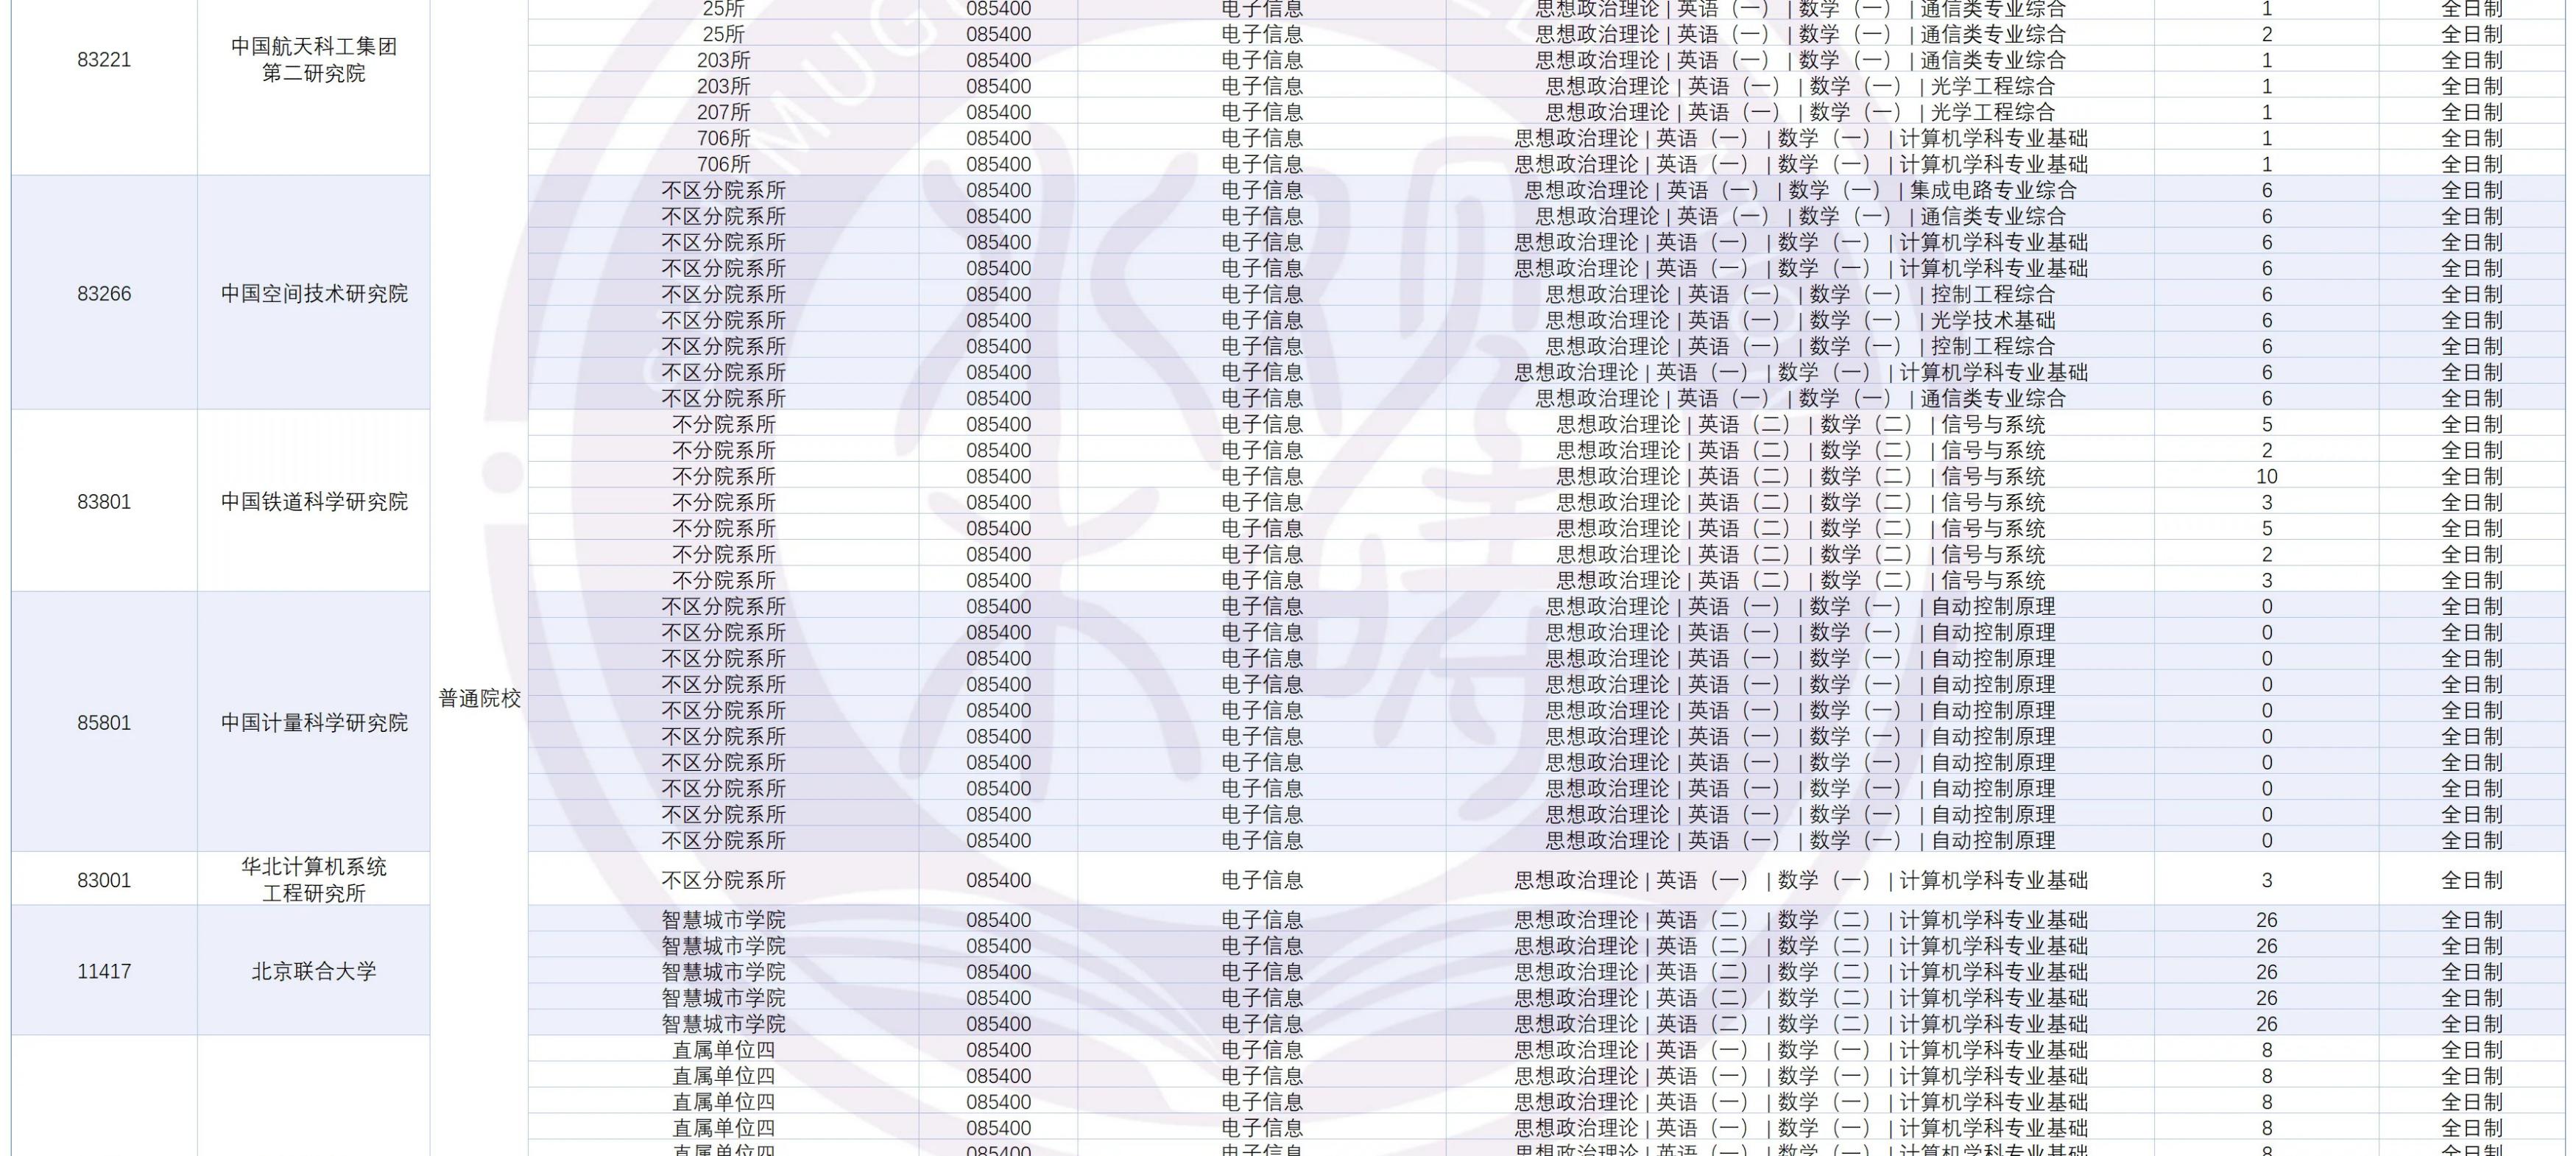 25所 085400 电子信息 思想政治理论 | 英语（一） | 数学（一） | 通信类专业综合 1 全日制
25所 085400 电子信息 思想政治理论 | 英语（一） | 数学（一） | 通信类专业综合 2 全日制
83221 中国航天科工集团
第二研究院 203所 085400 电子信息 思想政治理论 | 英语（一） | 数学（一） | 通信类专业综合 1 全日制
203所 085400 电子信息 思想政治理论 | 英语（一） | 数学（一） | 光学工程综合 1 全日制
207所 085400 电子信息 思想政治理论 | 英语（一） | 数学（一） | 光学工程综合 1 全日制
706所 085400 电子信息 思想政治理论 | 英语（一） | 数学（一） | 计算机学科专业基础 1 全日制
706所 085400 电子信息 思想政治理论 | 英语（一） | 数学（一） | 计算机学科专业基础 1 全日制
不区分院系所 085400 电子信息 思想政治理论 | 英语（一） | 数学（一） | 集成电路专业综合 6 全日制
不区分院系所 085400 电子信息 思想政治理论 | 英语（一） | 数学（一） | 通信类专业综合 6 全日制
不区分院系所 085400 电子信息 思想政治理论 | 英语（一） | 数学（一） | 计算机学科专业基础 6 全日制
不区分院系所 085400 电子信息 思想政治理论 | 英语（一） | 数学（一） | 计算机学科专业基础 6 全日制
83266 中国空间技术研究院 不区分院系所 085400 电子信息 思想政治理论 | 英语（一） | 数学（一） | 控制工程综合 6 全日制
不区分院系所 085400 电子信息 思想政治理论 | 英语（一） | 数学（一） | 光学技术基础 6 全日制
不区分院系所 085400 电子信息 思想政治理论 | 英语（一） | 数学（一） | 控制工程综合 6 全日制
不区分院系所 085400 电子信息 思想政治理论 | 英语（一） | 数学（一） | 计算机学科专业基础 6 全日制
不区分院系所 085400 电子信息 思想政治理论 | 英语（一） | 数学（一） | 通信类专业综合 6 全日制
不分院系所 085400 电子信息 思想政治理论 | 英语（二） | 数学（二） | 信号与系统 5 全日制
不分院系所 085400 电子信息 思想政治理论 | 英语（二） | 数学（二） | 信号与系统 2 全日制
不分院系所 085400 电子信息 思想政治理论 | 英语（二） | 数学（二） | 信号与系统 10 全日制
83801 中国铁道科学研究院 不分院系所 085400 电子信息 思想政治理论 | 英语（二） | 数学（二） | 信号与系统 3 全日制
不分院系所 085400 电子信息 思想政治理论 | 英语（二） | 数学（二） | 信号与系统 5 全日制
不分院系所 085400 电子信息 思想政治理论 | 英语（二） | 数学（二） | 信号与系统 2 全日制
不分院系所 085400 电子信息 思想政治理论 | 英语（二） | 数学（二） | 信号与系统 3 全日制
不区分院系所 085400 电子信息 思想政治理论 | 英语（一） | 数学（一） | 自动控制原理 0 全日制
不区分院系所 085400 电子信息 思想政治理论 | 英语（一） | 数学（一） | 自动控制原理 0 全日制
不区分院系所 085400 电子信息 思想政治理论 | 英语（一） | 数学（一） | 自动控制原理 0 全日制
不区分院系所 085400 电子信息 思想政治理论 | 英语（一） | 数学（一） | 自动控制原理 0 全日制
普通院校
85801 中国计量科学研究院 不区分院系所 085400 电子信息 思想政治理论 | 英语（一） | 数学（一） | 自动控制原理 0 全日制
不区分院系所 085400 电子信息 思想政治理论 | 英语（一） | 数学（一） | 自动控制原理 0 全日制
不区分院系所 085400 电子信息 思想政治理论 | 英语（一） | 数学（一） | 自动控制原理 0 全日制
不区分院系所 085400 电子信息 思想政治理论 | 英语（一） | 数学（一） | 自动控制原理 0 全日制
不区分院系所 085400 电子信息 思想政治理论 | 英语（一） | 数学（一） | 自动控制原理 0 全日制
不区分院系所 085400 电子信息 思想政治理论 | 英语（一） | 数学（一） | 自动控制原理 0 全日制
83001 华北计算机系统
工程研究所 不区分院系所 085400 电子信息 思想政治理论 | 英语（一） | 数学（一） | 计算机学科专业基础 3 全日制
智慧城市学院 085400 电子信息 思想政治理论 | 英语（二） | 数学（二） | 计算机学科专业基础 26 全日制
智慧城市学院 085400 电子信息 思想政治理论 | 英语（二） | 数学（二） | 计算机学科专业基础 26 全日制
11417 北京联合大学 智慧城市学院 085400 电子信息 思想政治理论 | 英语（二） | 数学（二） | 计算机学科专业基础 26 全日制
智慧城市学院 085400 电子信息 思想政治理论 | 英语（二） | 数学（二） | 计算机学科专业基础 26 全日制
智慧城市学院 085400 电子信息 思想政治理论 | 英语（二） | 数学（二） | 计算机学科专业基础 26 全日制
直属单位四 085400 电子信息 思想政治理论 | 英语（一） | 数学（一） | 计算机学科专业基础 8 全日制
直属单位四 085400 电子信息 思想政治理论 | 英语（一） | 数学（一） | 计算机学科专业基础 8 全日制
直属单位四 085400 电子信息 思想政治理论 | 英语（一） | 数学（一） | 计算机学科专业基础 8 全日制
直属单位四 085400 电子信息 思想政治理论 | 英语（一） | 数学（一） | 计算机学科专业基础 8 全日制
直属单位四 085400 电子信息 思想政治理论 | 英语（一） | 数学（一） | 计算机学科专业基础 8 全日制